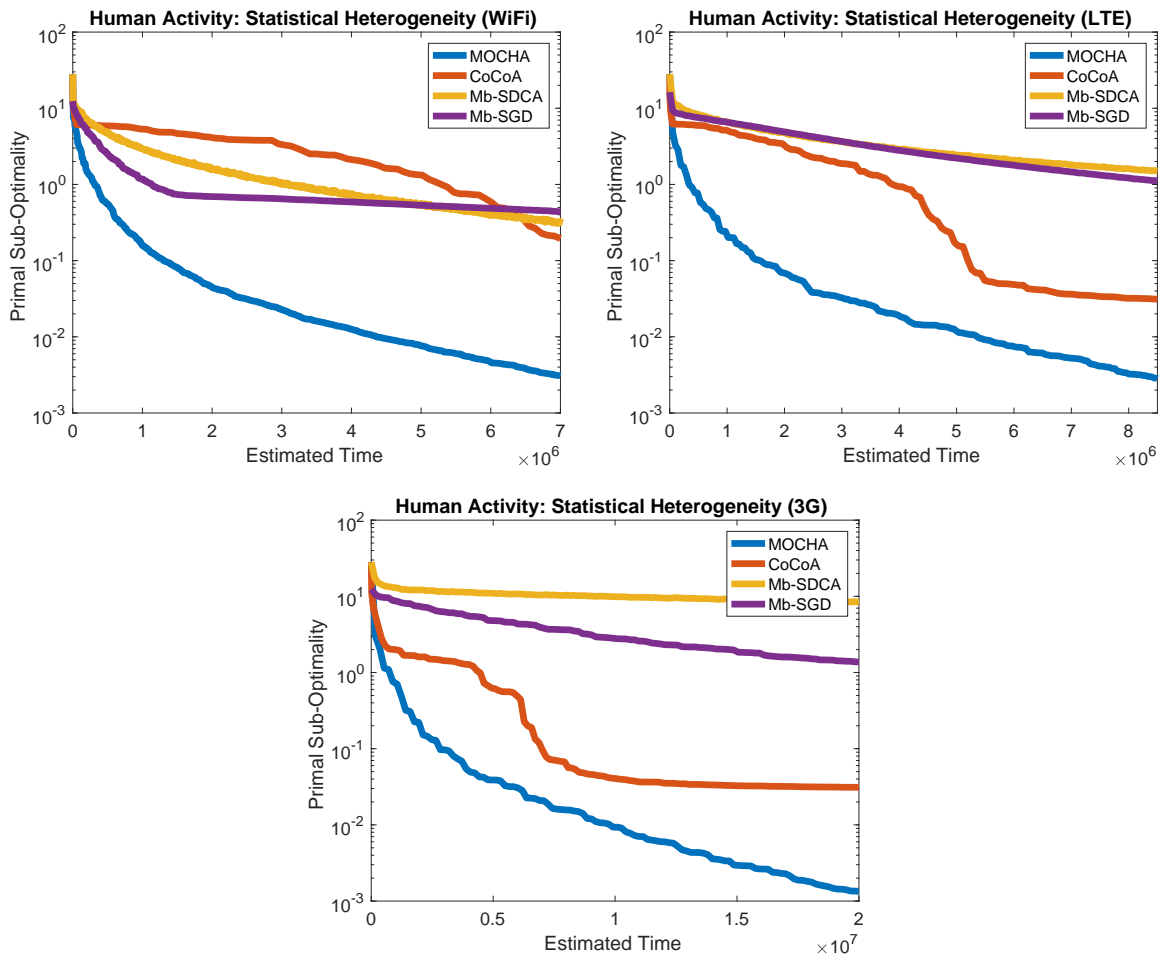 Human Activity: Statistical Heterogeneity (WiFi)
10^2
10^1
10^0
10^-1
10^-2
10^-3
Primal Sub-Optimality
MOCHA
CoCoA
Mb-SDCA
Mb-SGD
0 1 2 3 4 5 6 7
Estimated Time
×10^6
Human Activity: Statistical Heterogeneity (LTE)
10^2
10^1
10^0
10^-1
10^-2
10^-3
Primal Sub-Optimality
MOCHA
CoCoA
Mb-SDCA
Mb-SGD
0 1 2 3 4 5 6 7 8
Estimated Time
×10^6
Human Activity: Statistical Heterogeneity (3G)
10^2
10^1
10^0
10^-1
10^-2
10^-3
Primal Sub-Optimality
MOCHA
CoCoA
Mb-SDCA
Mb-SGD
0 0.5 1 1.5 2
Estimated Time
×10^7